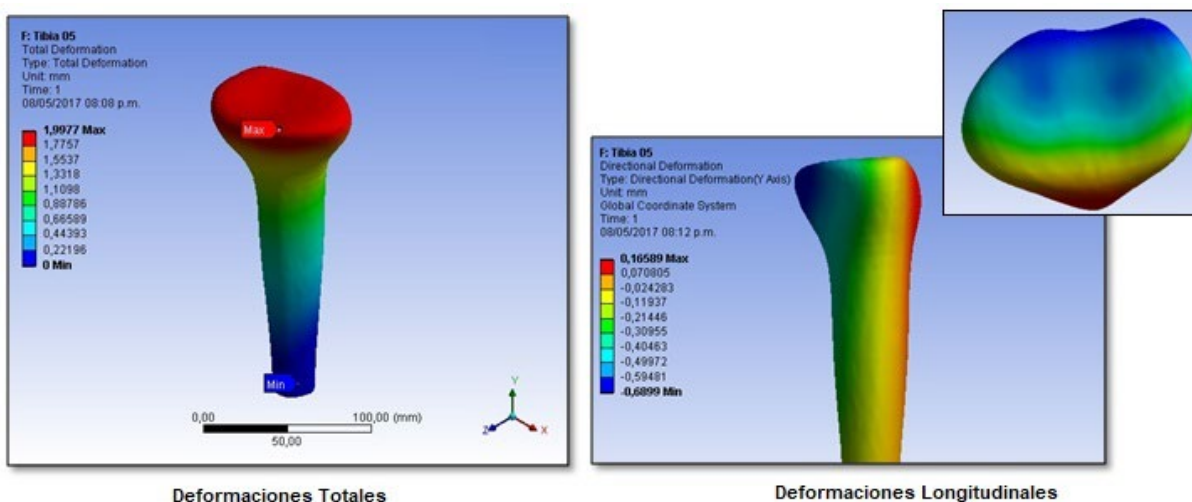 F: Tibia 05
Total Deformation
Type: Total Deformation
Unit: mm
Time: 1
08/05/2017 08:08 p.m.
1,9977 Max
1,7757
1,5537
1,3318
1,1098
0,88786
0,66589
0,44393
0,22196
0 Min
Max
Min
0,00
100,00 (mm)
50,00
Y
Z
X
Deformaciones Totales
F: Tibia 05
Directional Deformation
Type: Directional Deformation(Y Axis)
Unit: mm
Global Coordinate System
Time: 1
08/05/2017 08:12 p.m.
0,16589 Max
0,070805
-0,024283
-0,11937
-0,21446
-0,30955
-0,40463
-0,49972
-0,59481
-0,6899 Min
Deformaciones Longitudinales